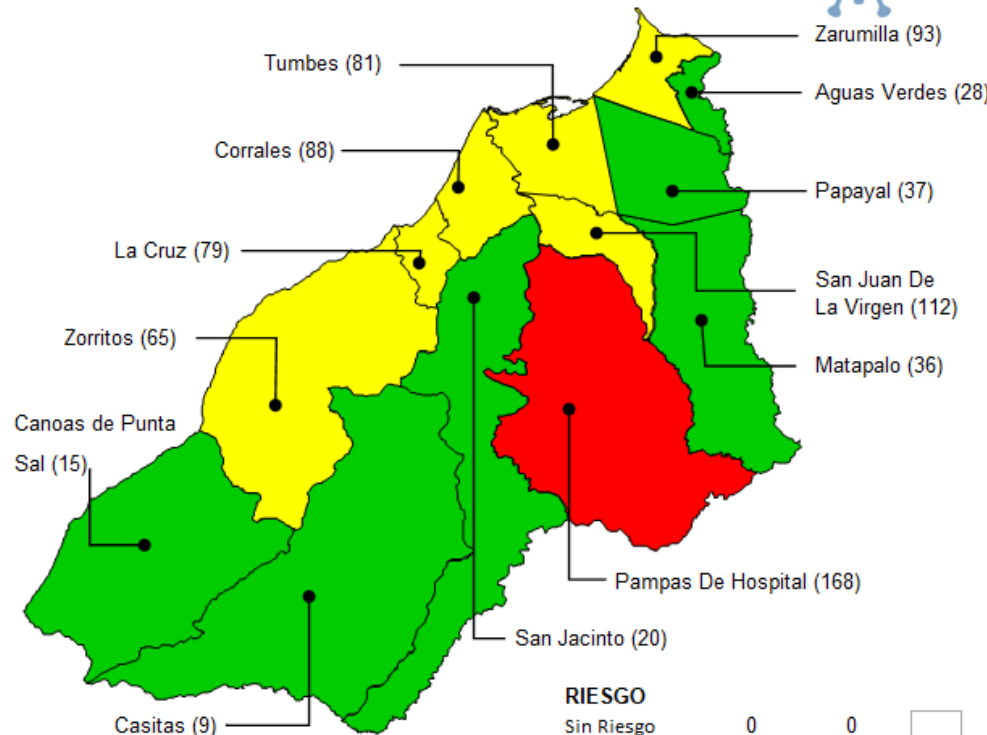 Zarumilla (93)
Tumbes (81)
Aguas Verdes (28)
Corrales (88)
Papayal (37)
La Cruz (79)
San Juan De
La Virgen (112)
Zorritos (65)
Matapalo (36)
Canoas de Punta
Sal (15)
Pampas De Hospital (168)
San Jacinto (20)
Casitas (9)
RIESGO
Sin Riesgo 0 0